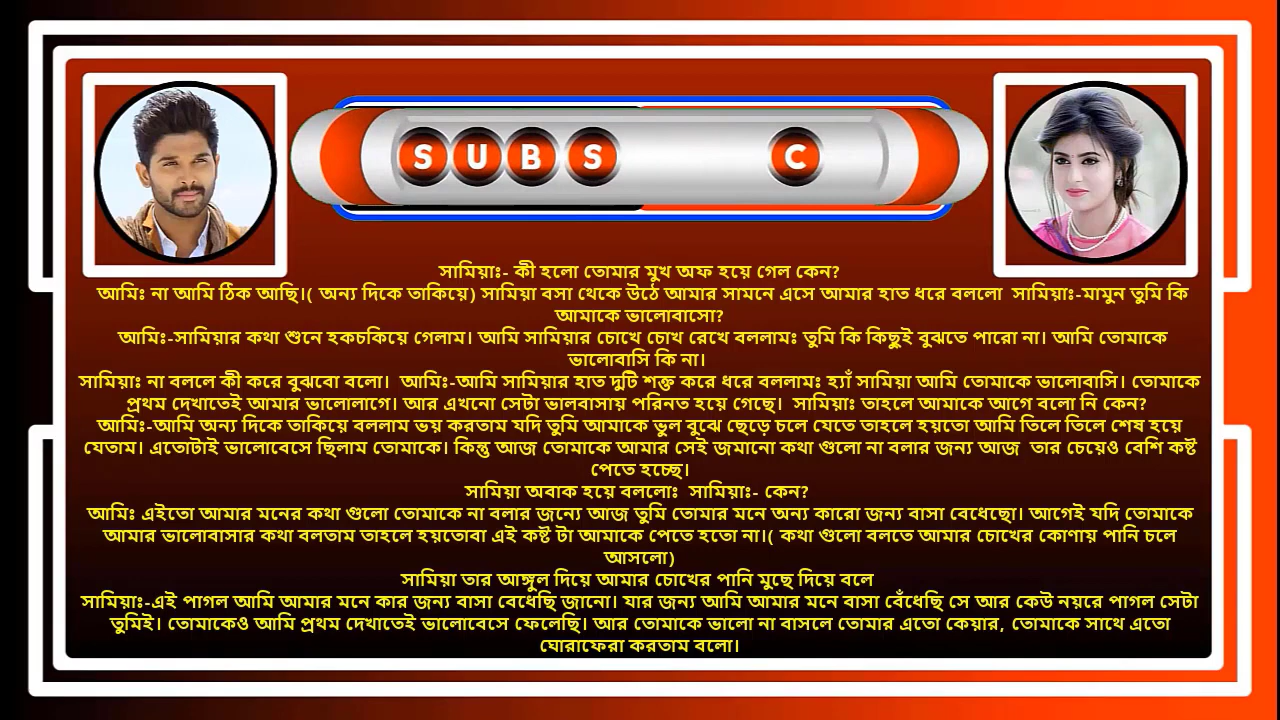 S U B S C
সামিয়াঃ- কী হলো তোমার মুখ অফ হয়ে গেল কেন?
আমিঃ না আমি ঠিক আছি।( অন্য দিকে তাকিয়ে) সামিয়া বসা থেকে উঠে আমার সামনে এসে আমার হাত ধরে বললো সামিয়াঃ-মামুন তুমি কি
আমাকে ভালোবাসো?
আমিঃ-সামিয়ার কথা শুনে হকচকিয়ে গেলাম। আমি সামিয়ার চোখে চোখ রেখে বললামঃ তুমি কি কিছুুই বুঝতে পারো না। আমি তোমাকে
ভালোবাসি কি না।
সামিয়াঃ না বললে কী করে বুঝবো বলো। আমিঃ-আমি সামিয়ার হাত দুটি শক্ত করে ধরে বললামঃ হ্যাঁ সামিয়া আমি তোমাকে ভালোবাসি। তোমাকে
প্রথম দেখাতেই আমার ভালোলাগে। আর এখনো সেটা ভালবাসায় পরিনত হয়ে গেছে। সামিয়াঃ তাহলে আমাকে আগে বলো নি কেন?
আমিঃ-আমি অন্য দিকে তাকিয়ে বললাম ভয় করতাম যদি তুমি আমাকে ভুল বুঝে ছেড়ে চলে যেতে তাহলে হয়তো আমি তিলে তিলে শেষ হয়ে
যেতাম। এতোটাই ভালোবেসে ছিলাম তোমাকে। কিন্তু আজ তোমাকে আমার সেই জমানো কথা গুলো না বলার জন্য আজ তার চেয়েও বেশি কষ্ট
পেতে হচ্ছে।
সামিয়া অবাক হয়ে বললোঃ সামিয়াঃ- কেন?
আমিঃ এইতো আমার মনের কথা গুলো তোমাকে না বলার জন্যে আজ তুমি তোমার মনে অন্য কারো জন্য বাসা বেধেছো। আগেই যদি তোমাকে
আমার ভালোবাসার কথা বলতাম তাহলে হয়তোবা এই কষ্ট টা আমাকে পেতে হতো না।( কথা গুলো বলতে আমার চোখের কোণায় পানি চলে
আসলো)
সামিয়া তার আঙ্গুল দিয়ে আমার চোখের পানি মুছে দিয়ে বলে
সামিয়াঃ-এই পাগল আমি আমার মনে কার জন্য বাসা বেধেছি জানো। যার জন্য আমি আমার মনে বাসা বেঁধেছি সে আর কেউ নয়রে পাগল সেটা
তুমিই। তোমাকেও আমি প্রথম দেখাতেই ভালোবেসে ফেলেছি। আর তোমাকে ভালো না বাসলে তোমার এতো কেয়ার, তোমাকে সাথে এতো
ঘোরাফেরা করতাম বলো।